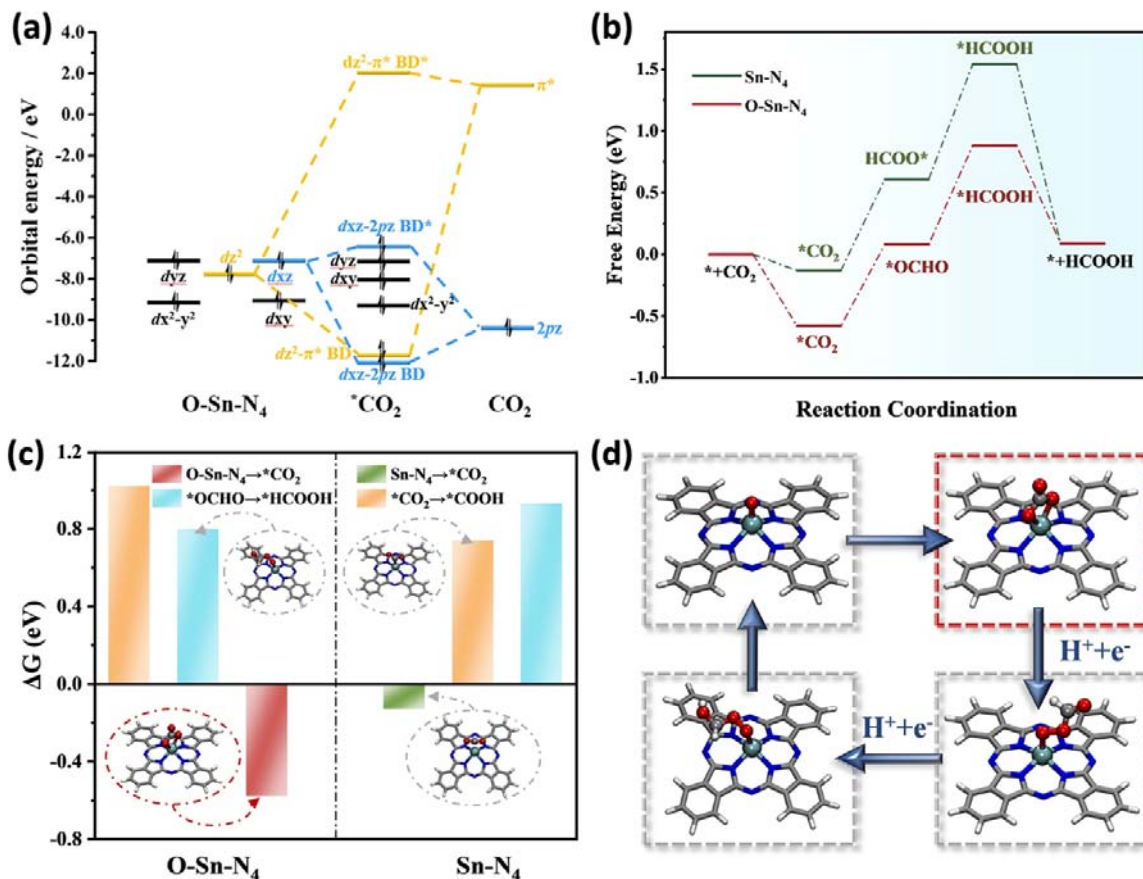 (a)
Orbital energy / eV
2.0
0.0
-2.0
-4.0
-6.0
-8.0
-10.0
-12.0
dz²-π* BD*
π*
dyz
dz²
dxz
dx²-y²
dxy
dxz-2pz BD*
dyz
dxy
dx²-y²
2pz
dz²-π* BD
dxz-2pz BD
O-Sn-N₄
*CO₂
CO₂
(b)
Free Energy (eV)
1.5
1.0
0.5
0.0
-0.5
-1.0
Sn-N₄
O-Sn-N₄
*HCOOH
HCOO*
*HCOOH
*CO₂
*OCHO
*+CO₂
*+HCOOH
*CO₂
Reaction Coordination
(c)
ΔG (eV)
1.2
0.8
0.4
0.0
-0.4
-0.8
O-Sn-N₄→*CO₂
*OCHO→*HCOOH
Sn-N₄→*CO₂
*CO₂→*COOH
O-Sn-N₄
Sn-N₄
(d)
H⁺+e⁻
H⁺+e⁻